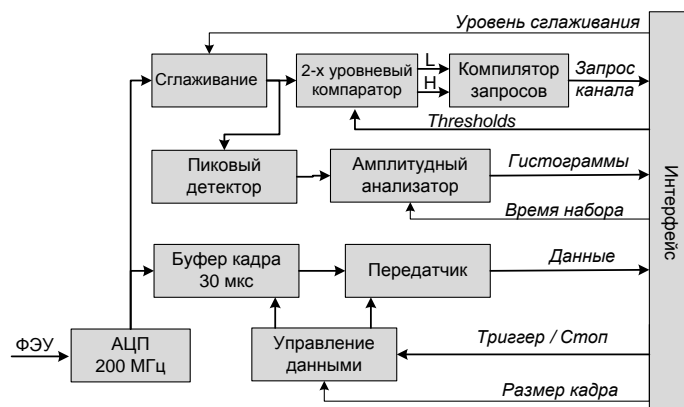 Уровень сглаживания
Сглаживание
2-х уровневый
компаратор
L
H
Компилятор
запросов
Запрос
канала
Thresholds
Пиковый
детектор
Амплитудный
анализатор
Гистограммы
Время набора
Интерфейс
Буфер кадра
30 мкс
Передатчик
Данные
ФЭУ
АЦП
200 МГц
Управление
данными
Триггер / Стоп
Размер кадра